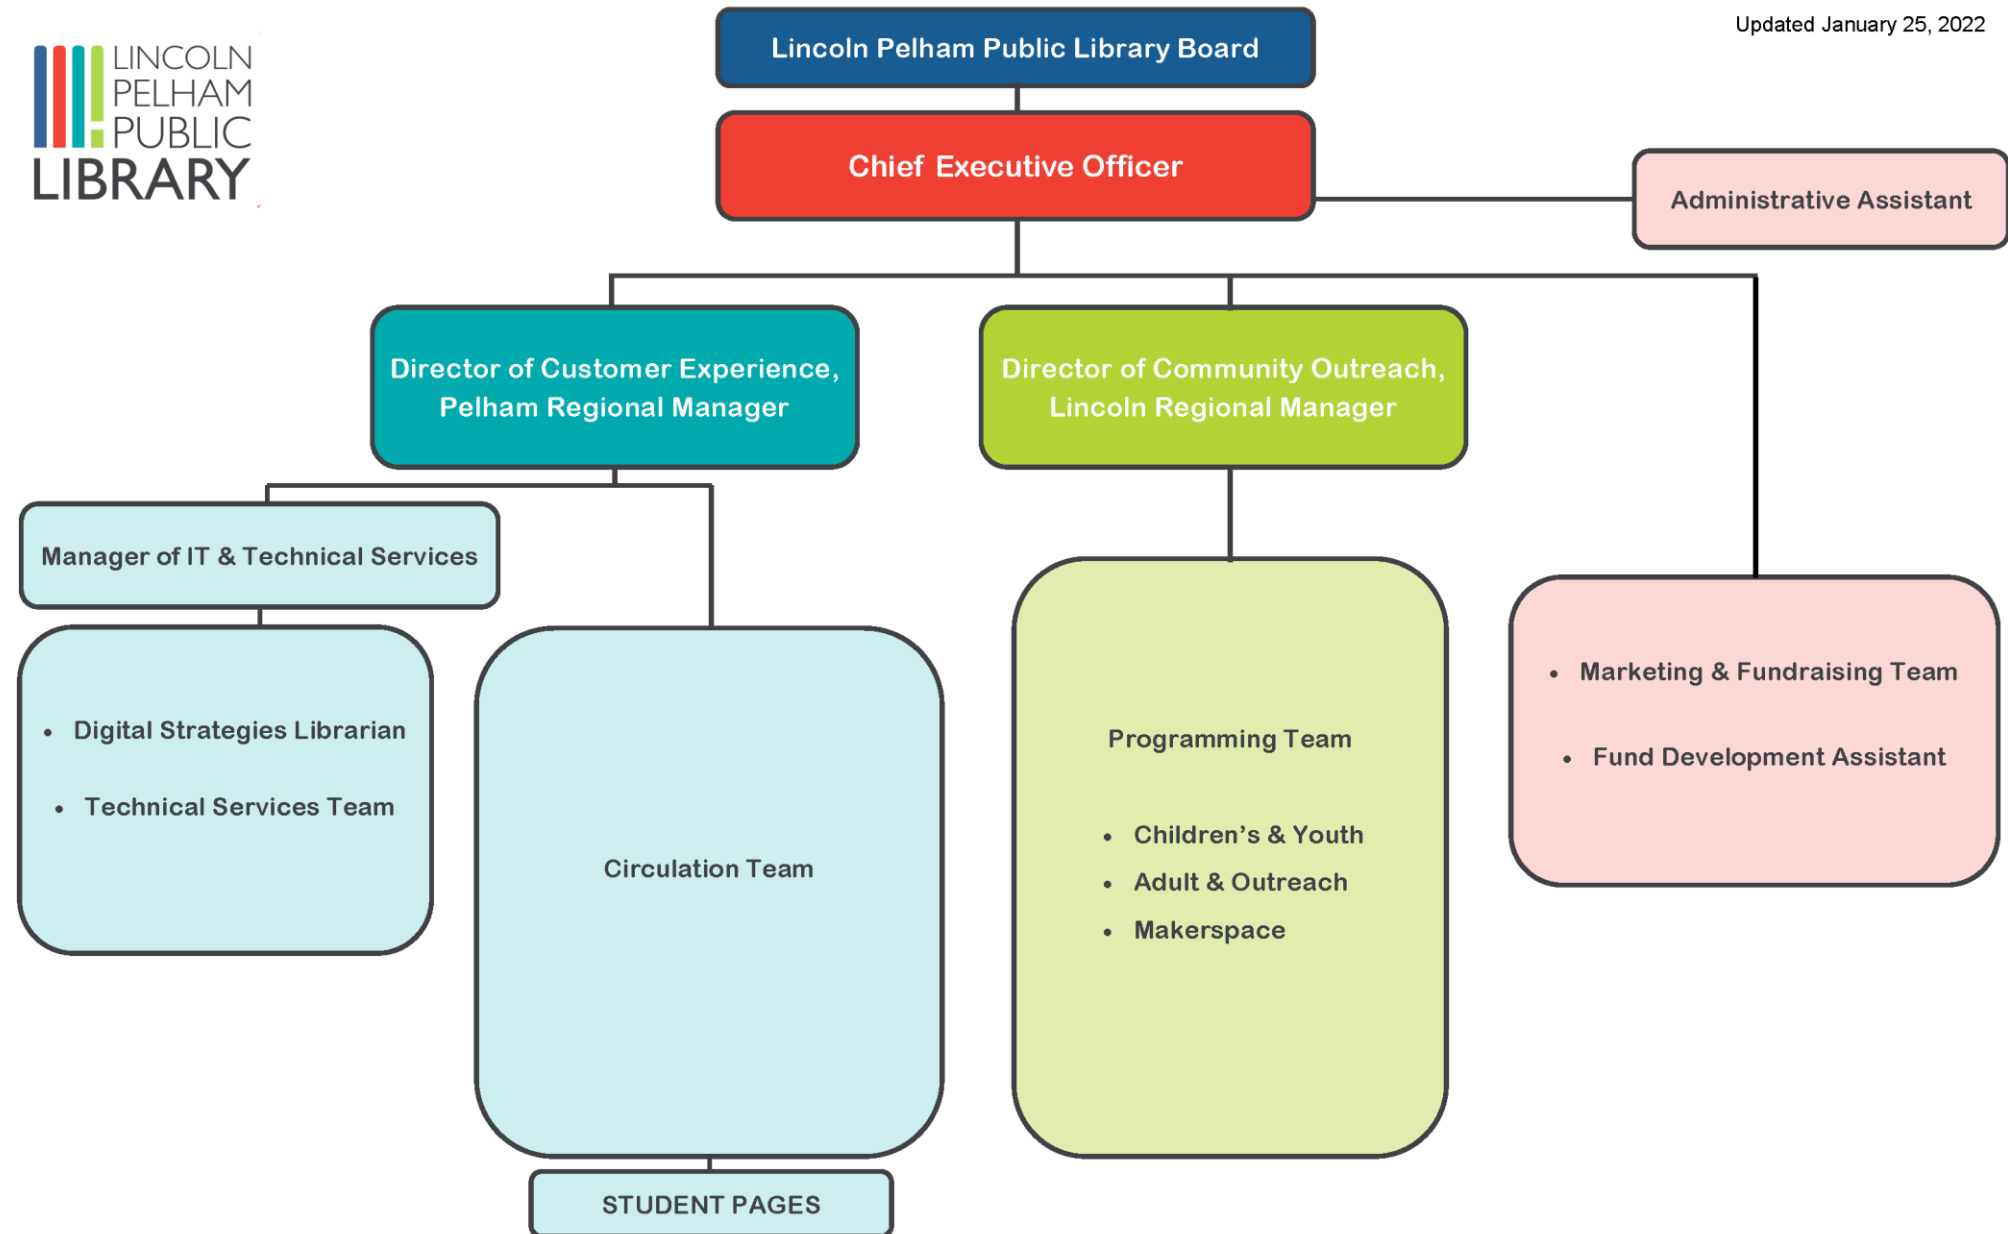 Updated January 25, 2022
LINCOLN
PELHAM
PUBLIC
LIBRARY
Lincoln Pelham Public Library Board
Chief Executive Officer
Administrative Assistant
Director of Customer Experience,
Pelham Regional Manager
Director of Community Outreach,
Lincoln Regional Manager
Manager of IT & Technical Services
• Digital Strategies Librarian
• Technical Services Team
Circulation Team
STUDENT PAGES
Programming Team
• Children’s & Youth
• Adult & Outreach
• Makerspace
• Marketing & Fundraising Team
• Fund Development Assistant